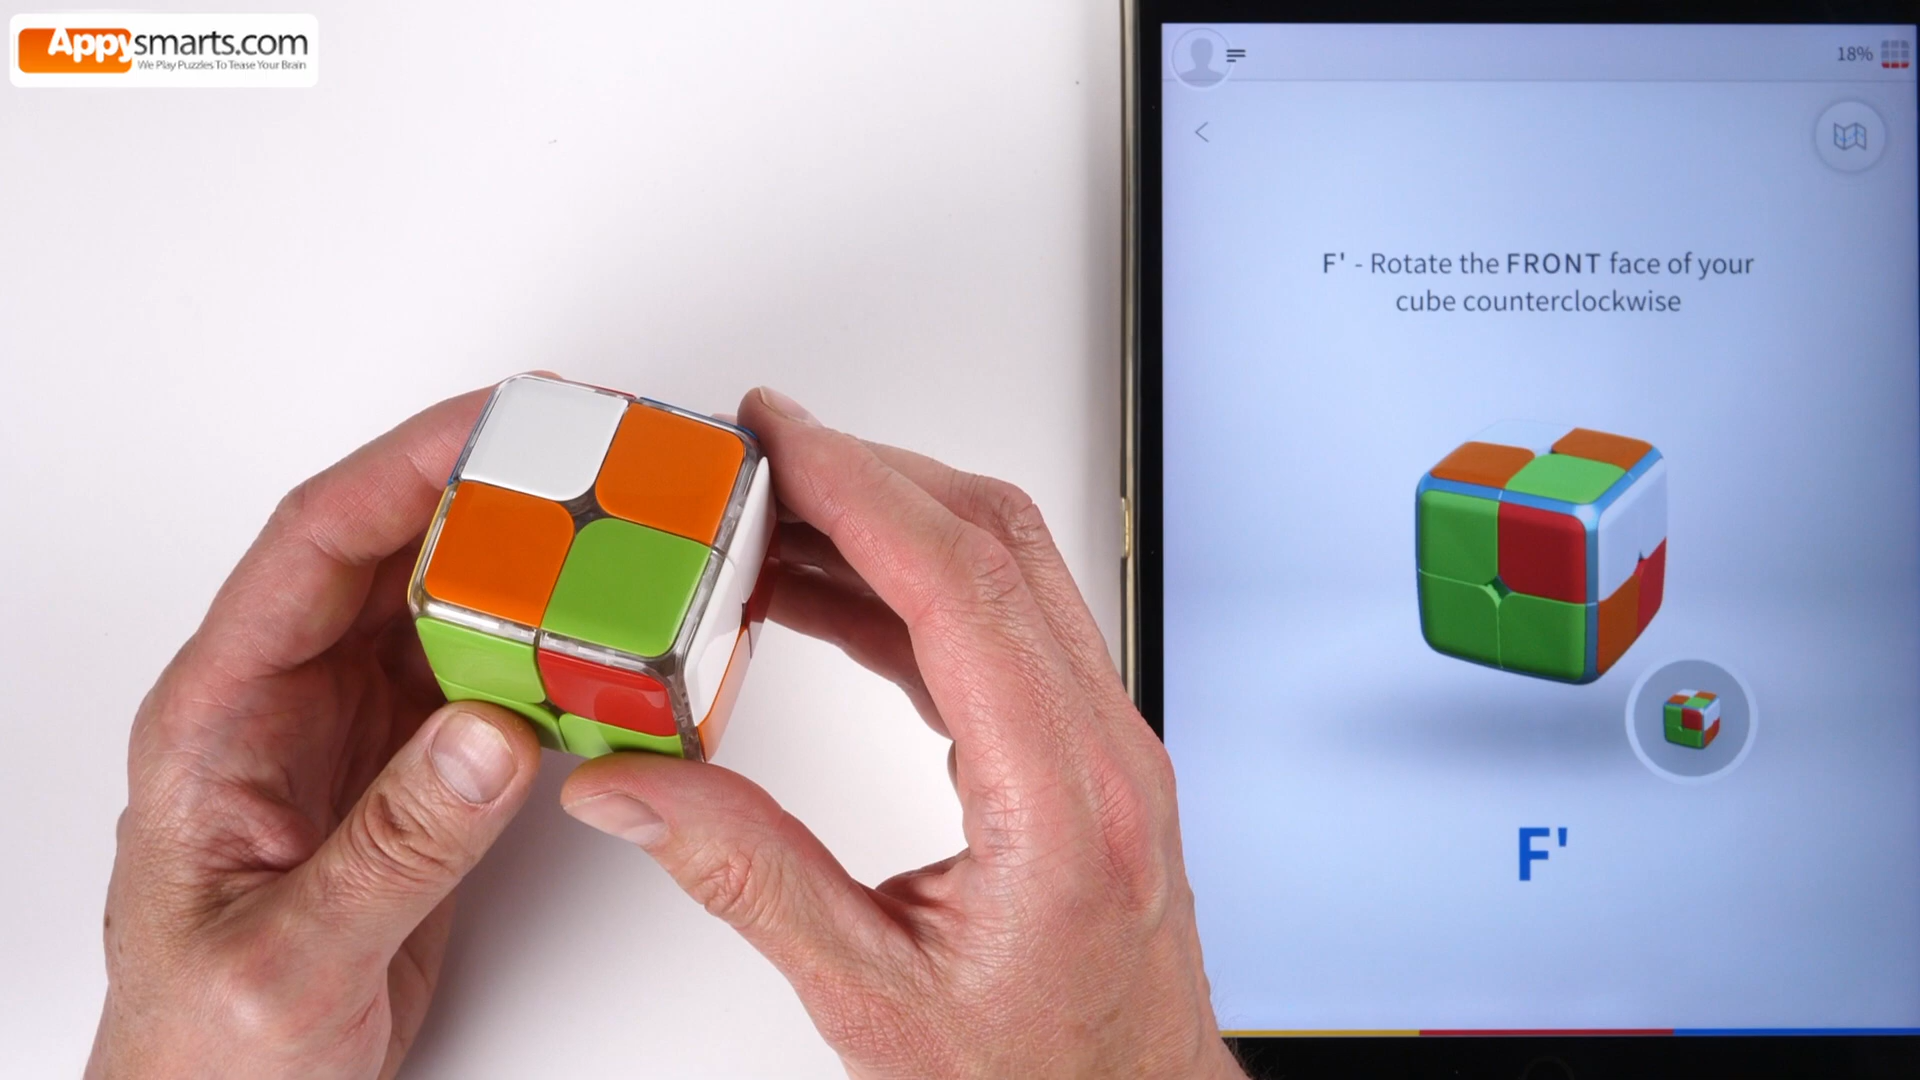 Appysmarts.com
We Play Puzzles To Tease Your Brain
18%
F' - Rotate the FRONT face of your
cube counterclockwise
F'